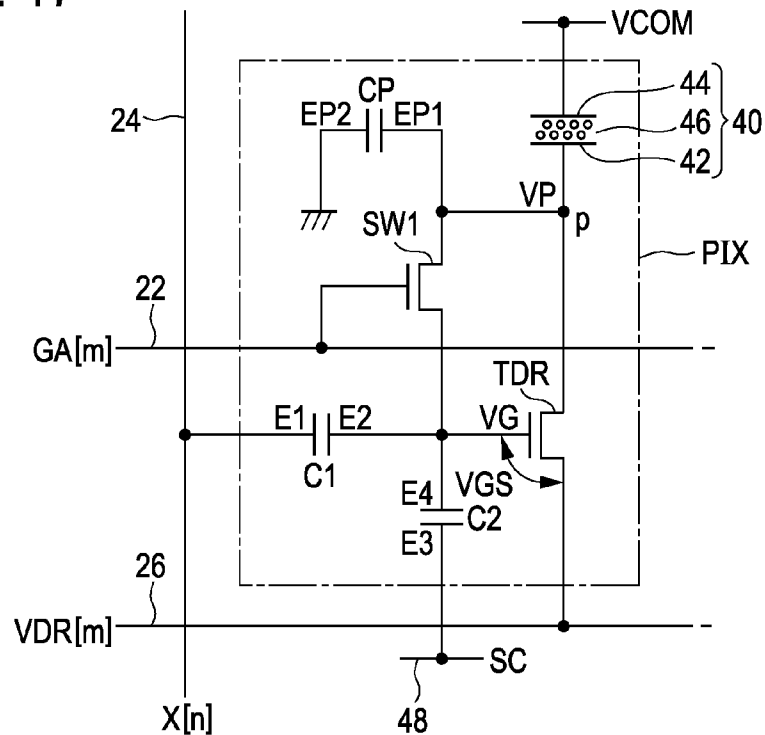 VCOM
44
46
42
40
24
CP
EP2
EP1
VP
p
SW1
PIX
22
GA[m]
TDR
E1
E2
VG
C1
VGS
E4
C2
E3
26
VDR[m]
SC
48
X[n]